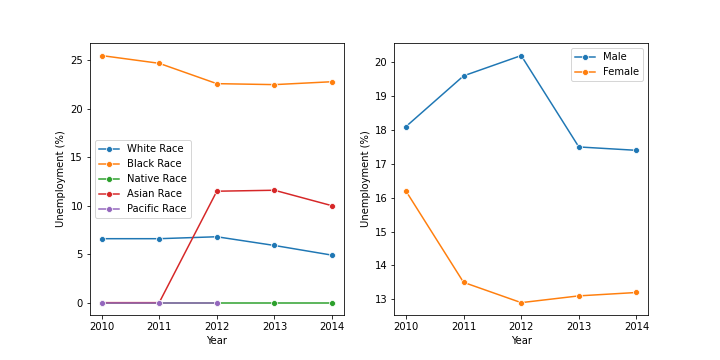 25
20
15
10
5
0
Unemployment (%)
White Race
Black Race
Native Race
Asian Race
Pacific Race
2010 2011 2012 2013 2014
Year
20
19
18
17
16
15
14
13
Unemployment (%)
Male
Female
2010 2011 2012 2013 2014
Year